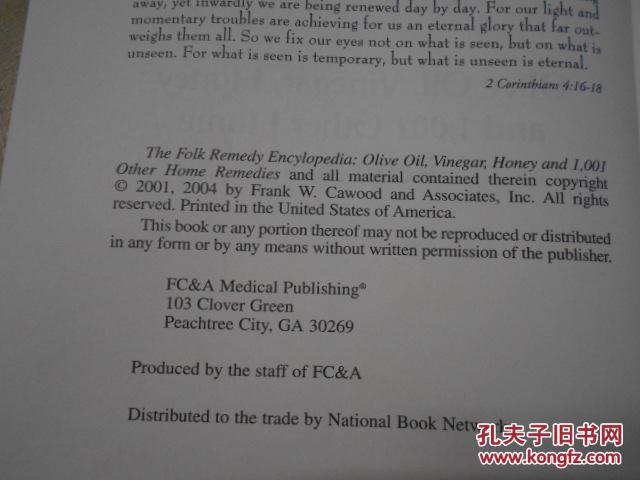 away, yet inwardly we are being renewed day by day. For our light and
momentary troubles are achieving for us an eternal glory that far out-
weighs them all. So we fix our eyes not on what is seen, but on what is
unseen. For what is seen is temporary, but what is unseen is eternal.
2 Corinthians 4:16-18
The Folk Remedy Encylopedia: Olive Oil, Vinegar, Honey and 1,001
Other Home Remedies and all material contained therein copyright
© 2001, 2004 by Frank W. Cawood and Associates, Inc. All rights
reserved. Printed in the United States of America.
This book or any portion thereof may not be reproduced or distributed
in any form or by any means without written permission of the publisher.
FC&A Medical Publishing®
103 Clover Green
Peachtree City, GA 30269
Produced by the staff of FC&A
Distributed to the trade by National Book Network
孔夫子旧书网
www.kongfz.com